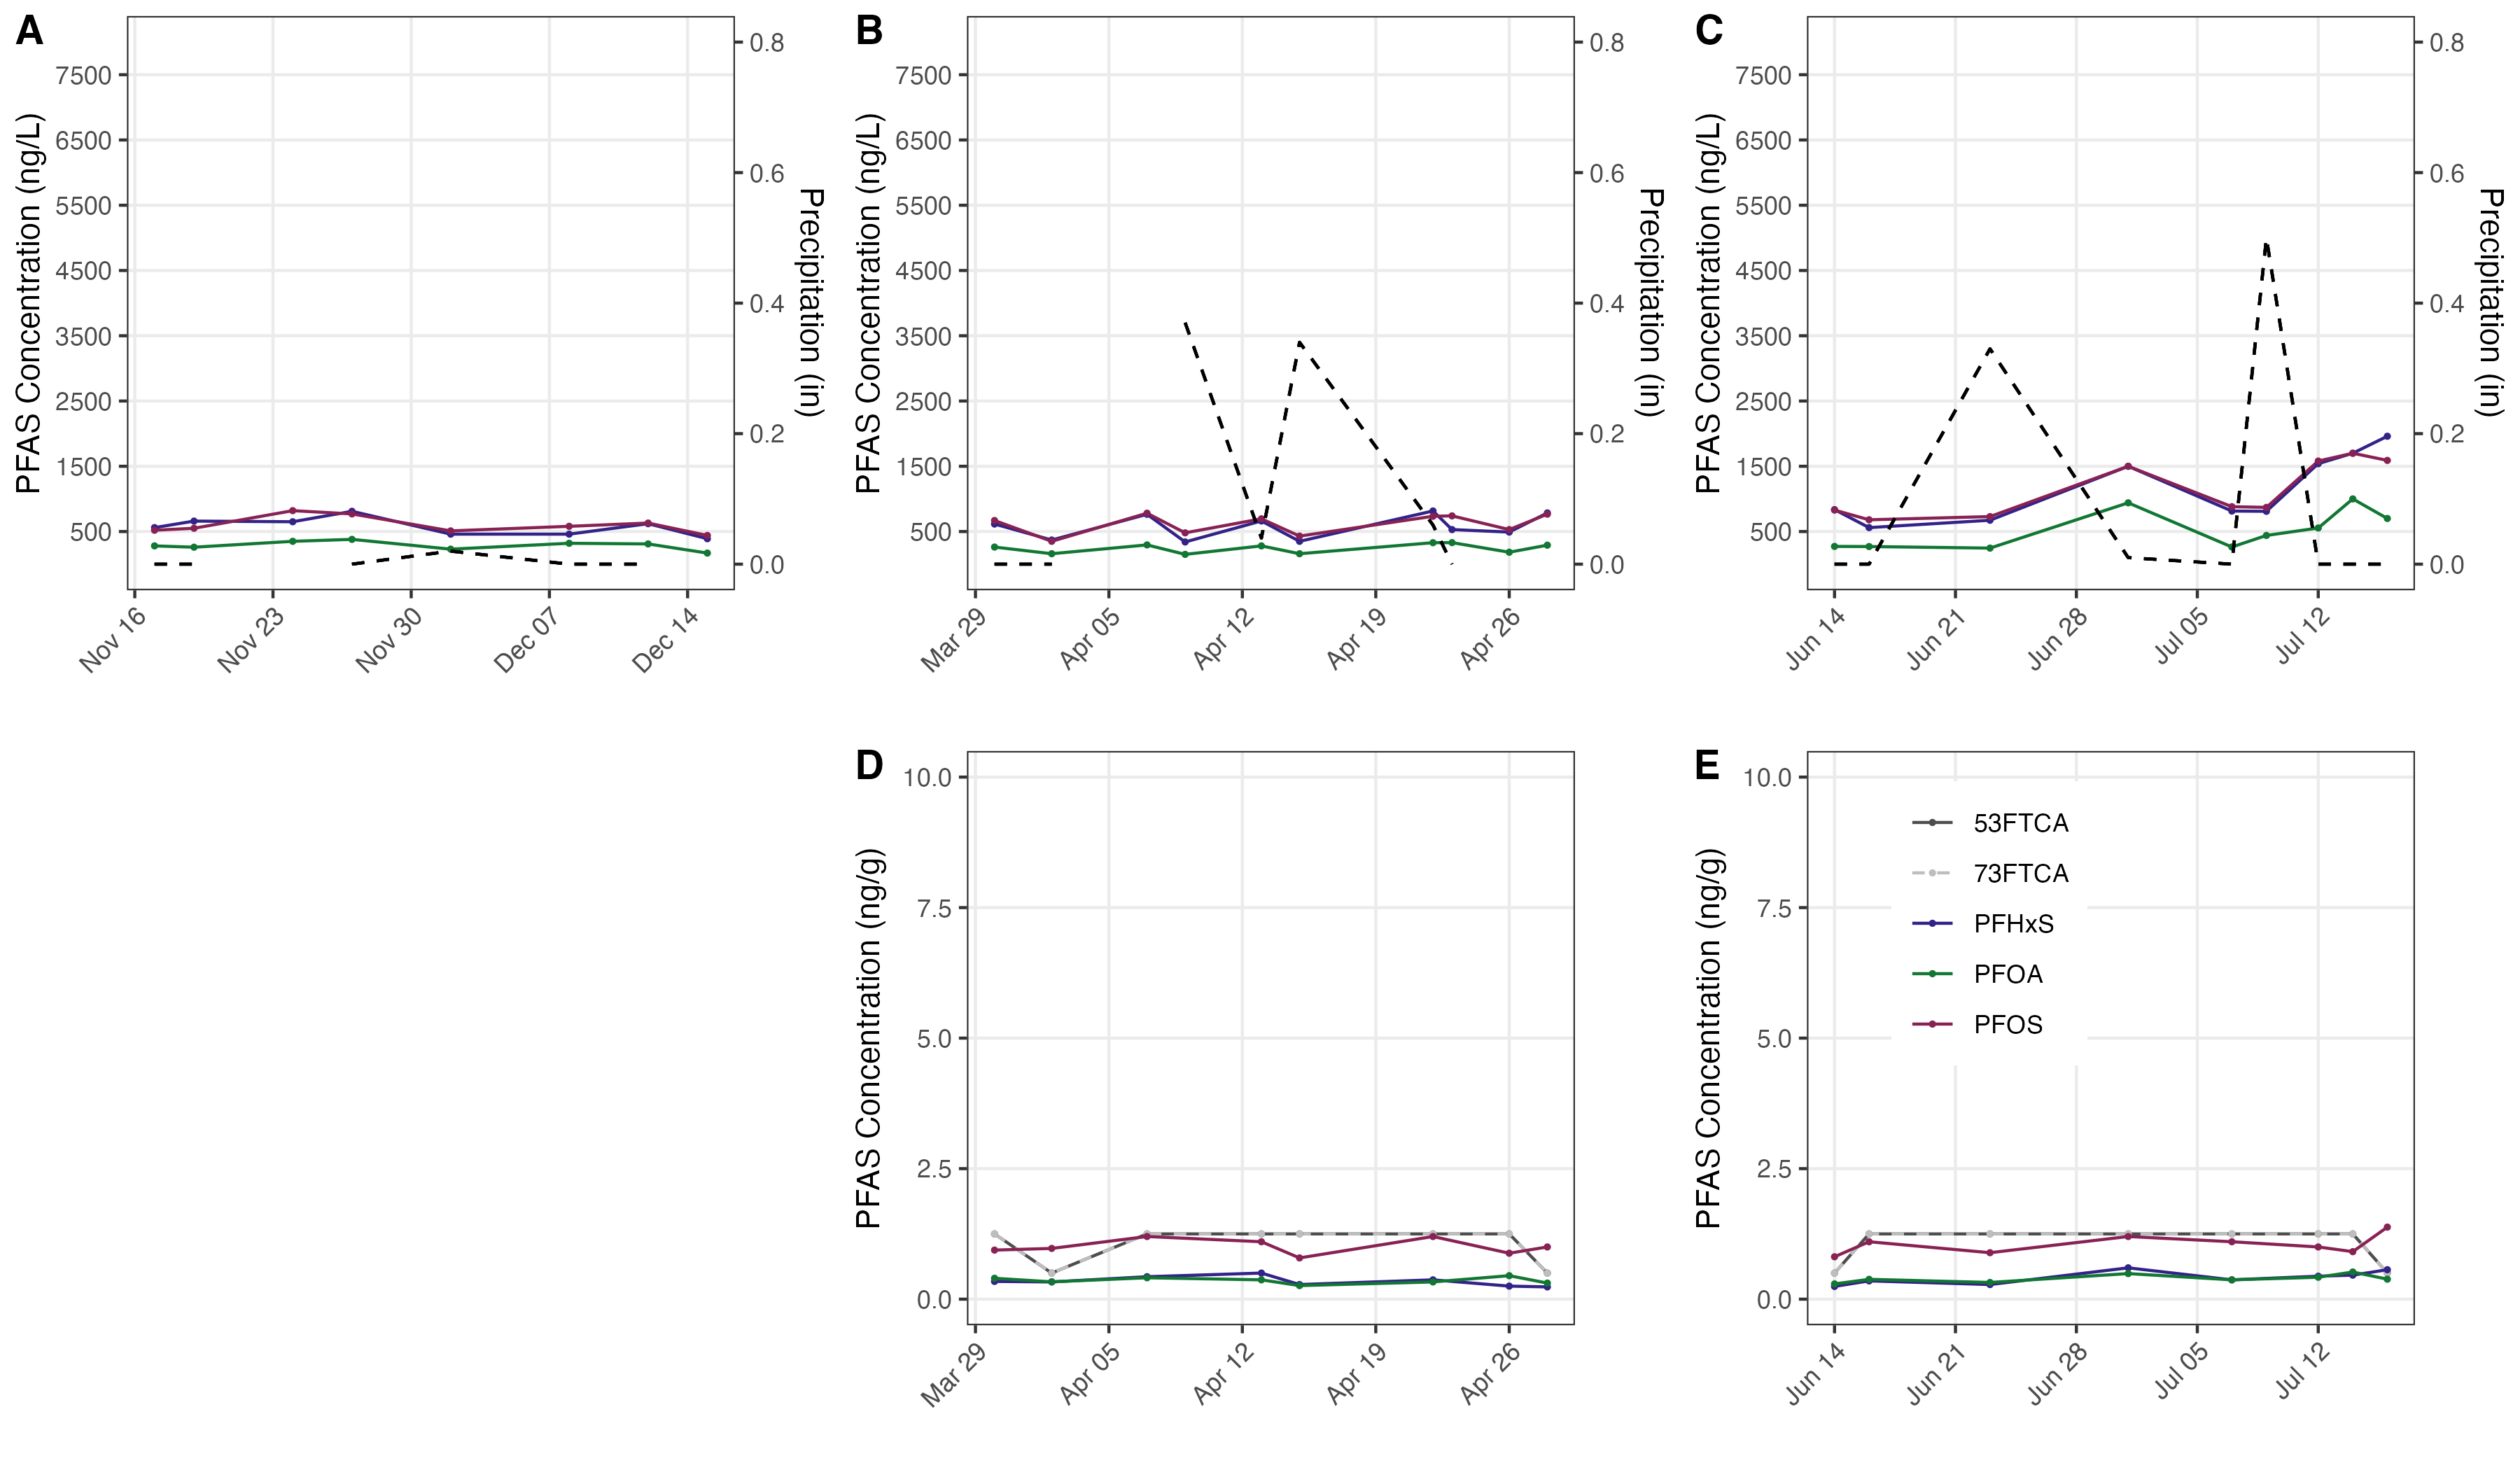 A
PFAS Concentration (ng/L)
7500
6500
5500
4500
3500
2500
1500
500
0.8
0.6
0.4
0.2
0.0
Precipitation (in)
Nov 16
Nov 23
Nov 30
Dec 07
Dec 14
B
PFAS Concentration (ng/L)
7500
6500
5500
4500
3500
2500
1500
500
0.8
0.6
0.4
0.2
0.0
Precipitation (in)
Mar 29
Apr 05
Apr 12
Apr 19
Apr 26
C
PFAS Concentration (ng/L)
7500
6500
5500
4500
3500
2500
1500
500
0.8
0.6
0.4
0.2
0.0
Precipitation (in)
Jun 14
Jun 21
Jun 28
Jul 05
Jul 12
D
PFAS Concentration (ng/g)
10.0
7.5
5.0
2.5
0.0
Mar 29
Apr 05
Apr 12
Apr 19
Apr 26
E
PFAS Concentration (ng/g)
10.0
7.5
5.0
2.5
0.0
53FTCA
73FTCA
PFHxS
PFOA
PFOS
Jun 14
Jun 21
Jun 28
Jul 05
Jul 12